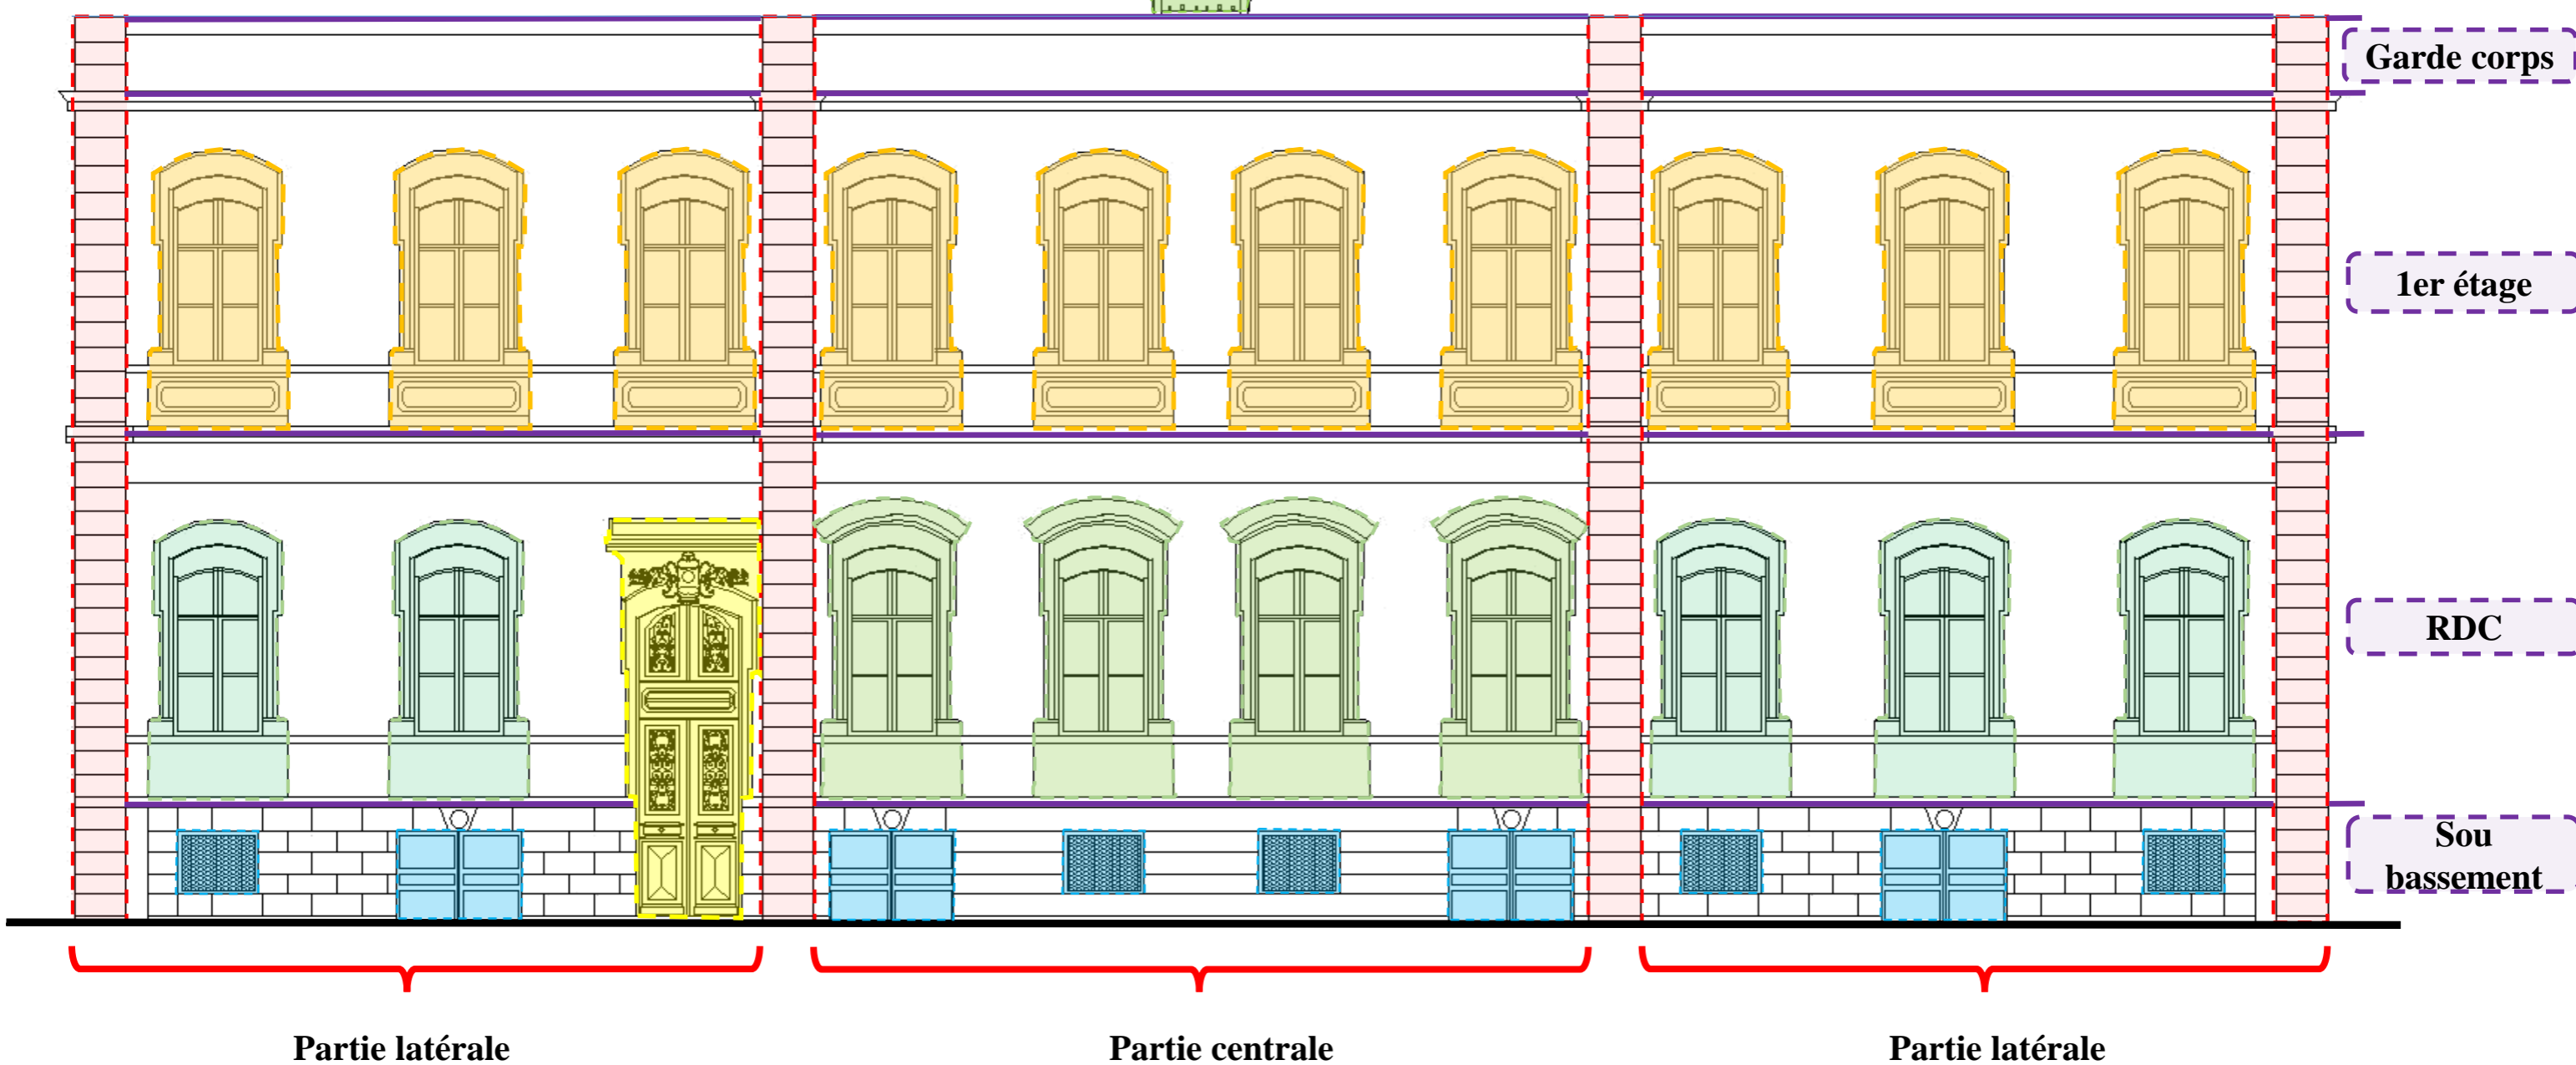 Garde corps
1er étage
RDC
Sou
bassement
Partie latérale
Partie centrale
Partie latérale